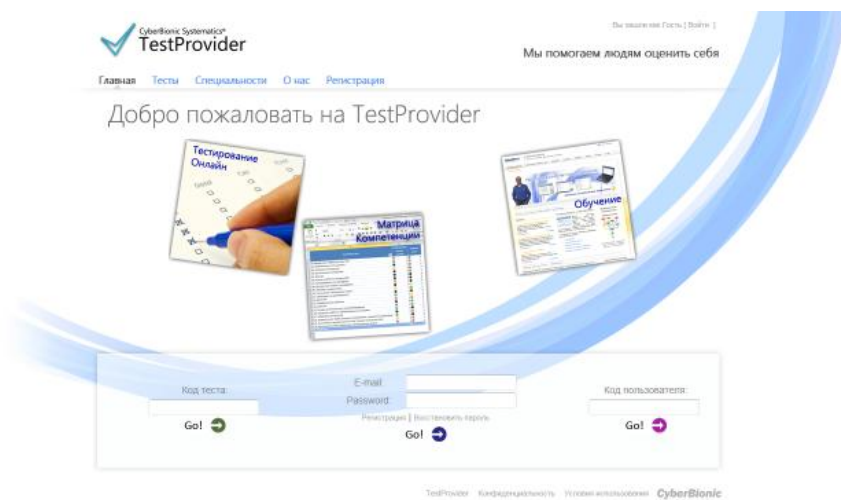 CyberBionic Systematics®
TestProvider
Вы зашли как Гость [ Войти ]
Мы помогаем людям оценить себя
Главная Тесты Специальности О нас Регистрация
Добро пожаловать на TestProvider
Тестирование
Онлайн
Good
Матрица
Компетенции
Обучение
Код теста:
E-mail:
Password:
Код пользователя:
Регистрация | Восстановить пароль
Go!
Go!
Go!
TestProvider Конфиденциальность Условия использования CyberBionic